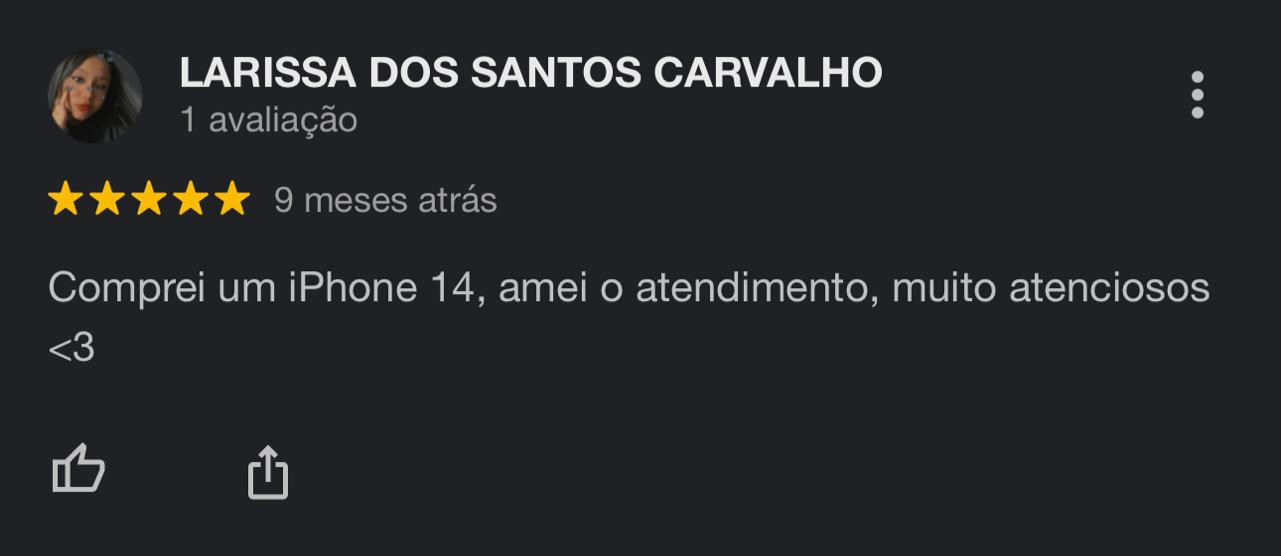 LARISSA DOS SANTOS CARVALHO
1 avaliação
9 meses atrás
Comprei um iPhone 14, amei o atendimento, muito atenciosos
<3